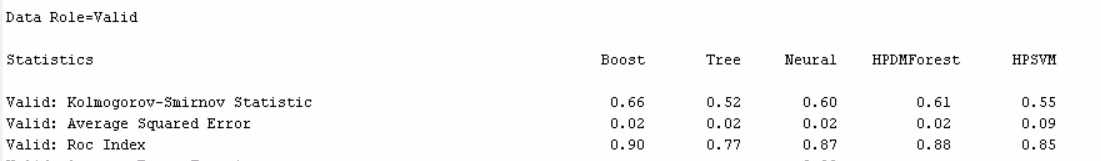 Data Role=Valid
Statistics Boost Tree Neural HPDMForest HPSVM
Valid: Kolmogorov-Smirnov Statistic 0.66 0.52 0.60 0.61 0.55
Valid: Average Squared Error 0.02 0.02 0.02 0.02 0.09
Valid: Roc Index 0.90 0.77 0.87 0.88 0.85